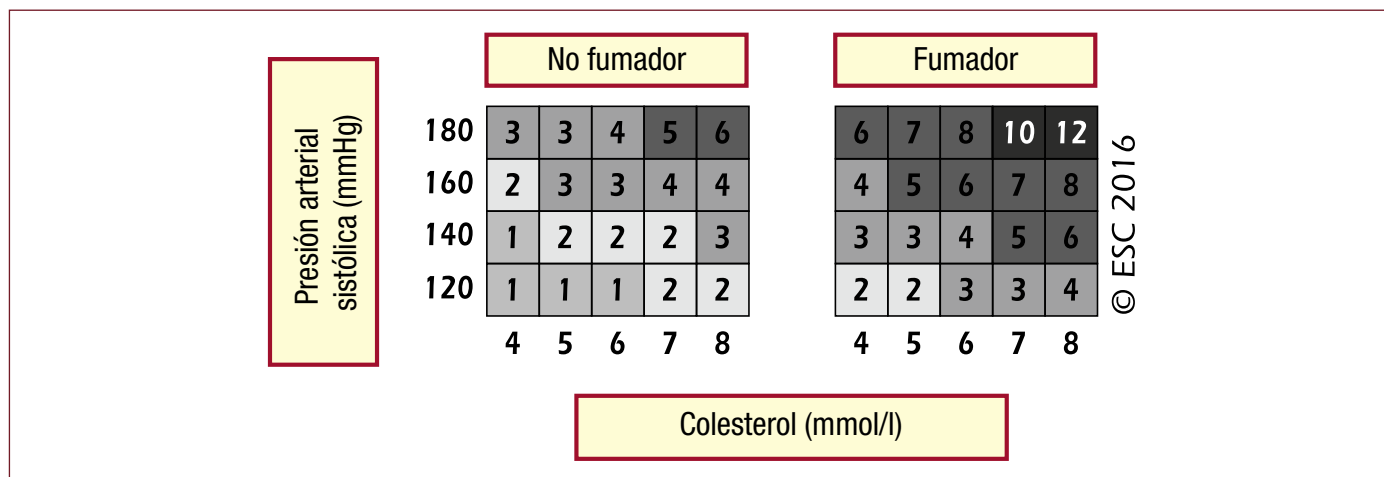 No fumador
Fumador
Presión arterial
sistólica (mmHg)
180 3 3 4 5 6 6 7 8 10 12
160 2 3 3 4 4 4 5 6 7 8
140 1 2 2 2 3 3 3 4 5 6
120 1 1 1 2 2 2 2 3 3 4
4 5 6 7 8 4 5 6 7 8
© ESC 2016
Colesterol (mmol/l)